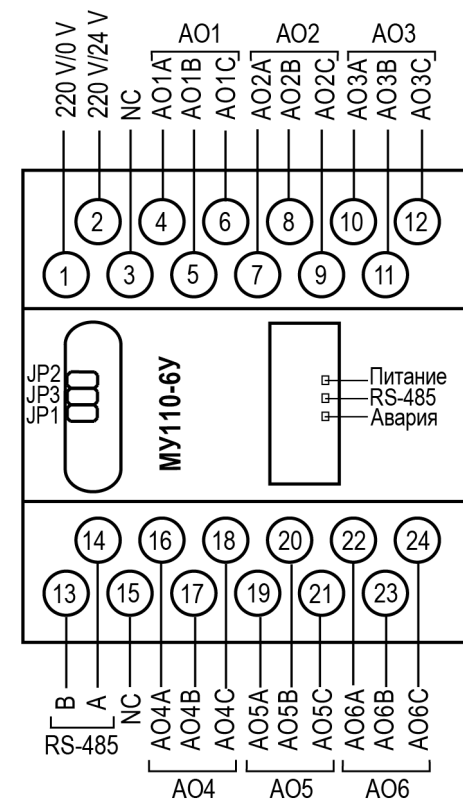 AO1 AO2 AO3
220 V/0 V
220 V/24 V
NC
AO1A
AO1B
AO1C
AO2A
AO2B
AO2C
AO3A
AO3B
AO3C
2 4 6 8 10 12
1 3 5 7 9 11
JP2
JP3
JP1
МУ110-6У
Питание
RS-485
Авария
14 16 18 20 22 24
13 15 17 19 21 23
B
A
NC
AO4A
AO4B
AO4C
AO5A
AO5B
AO5C
AO6A
AO6B
AO6C
RS-485
AO4 AO5 AO6